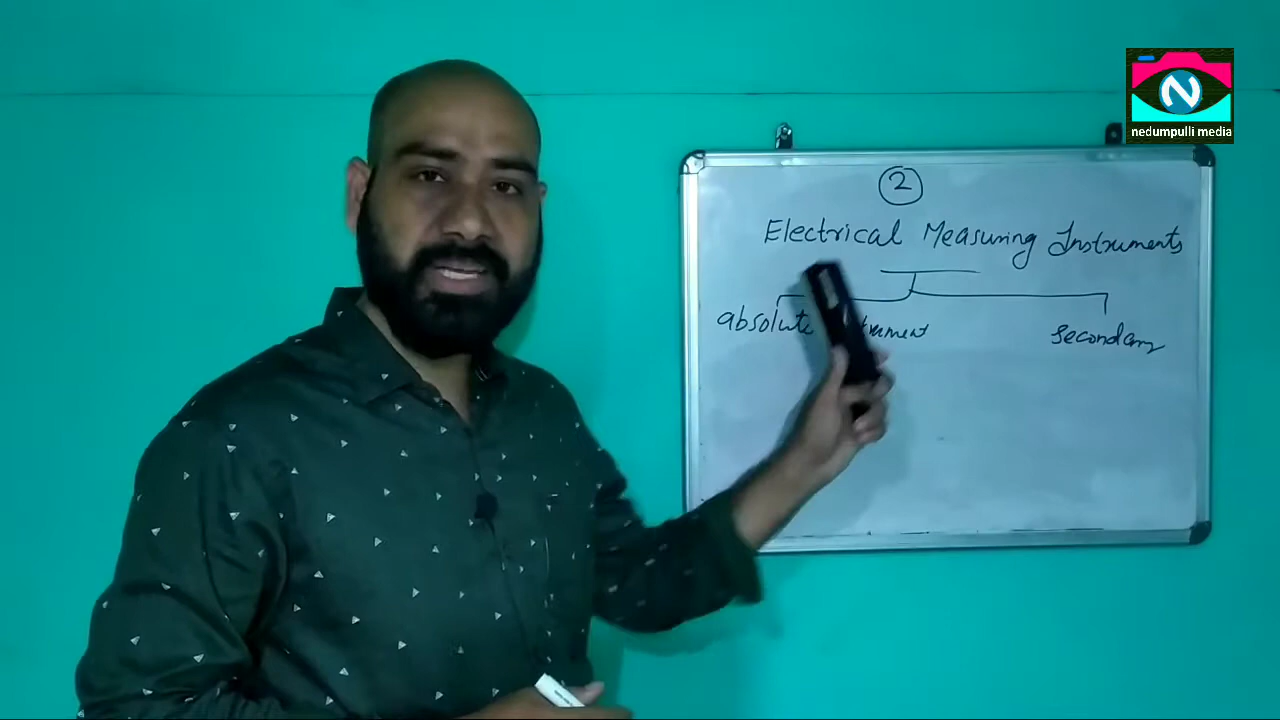 N
nedumpulli media
2
Electrical Measuring Instruments
absolute
secondary